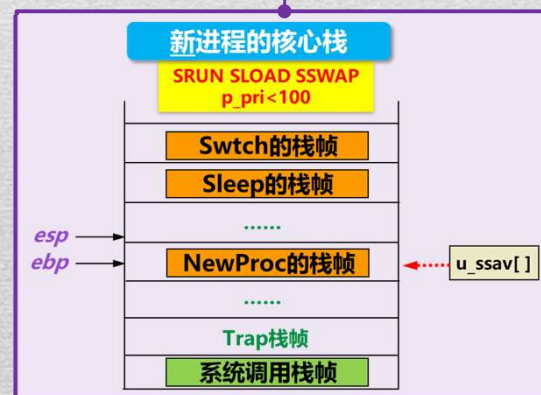 新进程的核心栈
SRUN SLOAD SSWAP
p_pri<100
Swtch的栈帧
Sleep的栈帧
······
esp
ebp
NewProc的栈帧
u_ssav[ ]
······
Trap栈帧
系统调用栈帧